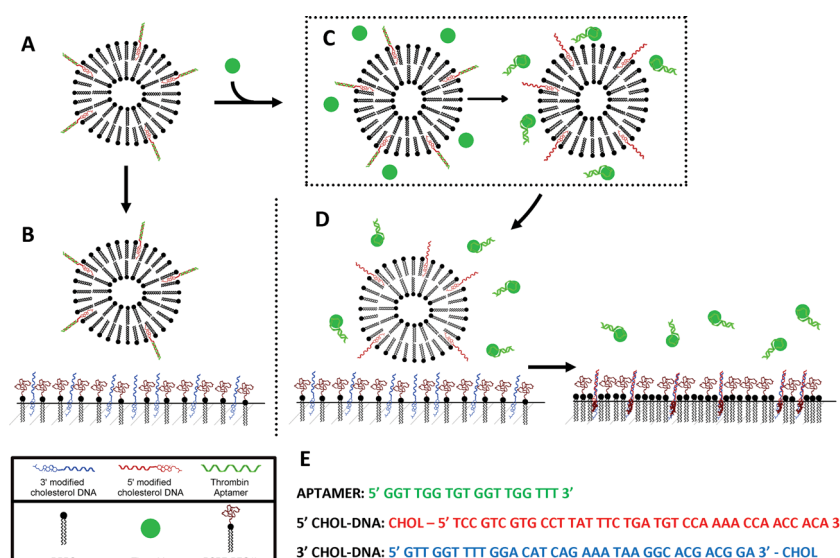 A
C
B
D
3' modified
cholesterol DNA
5' modified
cholesterol DNA
Thrombin
Aptamer
E
APTAMER: 5' GGT TGG TGT GGT TGG TTT 3'
5' CHOL-DNA: CHOL – 5' TCC GTC GTG CCT TAT TTC TGA TGT CCA AAA CCA ACC ACA 3
3' CHOL-DNA: 5' GTT GGT TTT GGA CAT CAG AAA TAA GGC ACG ACG GA 3' - CHOL